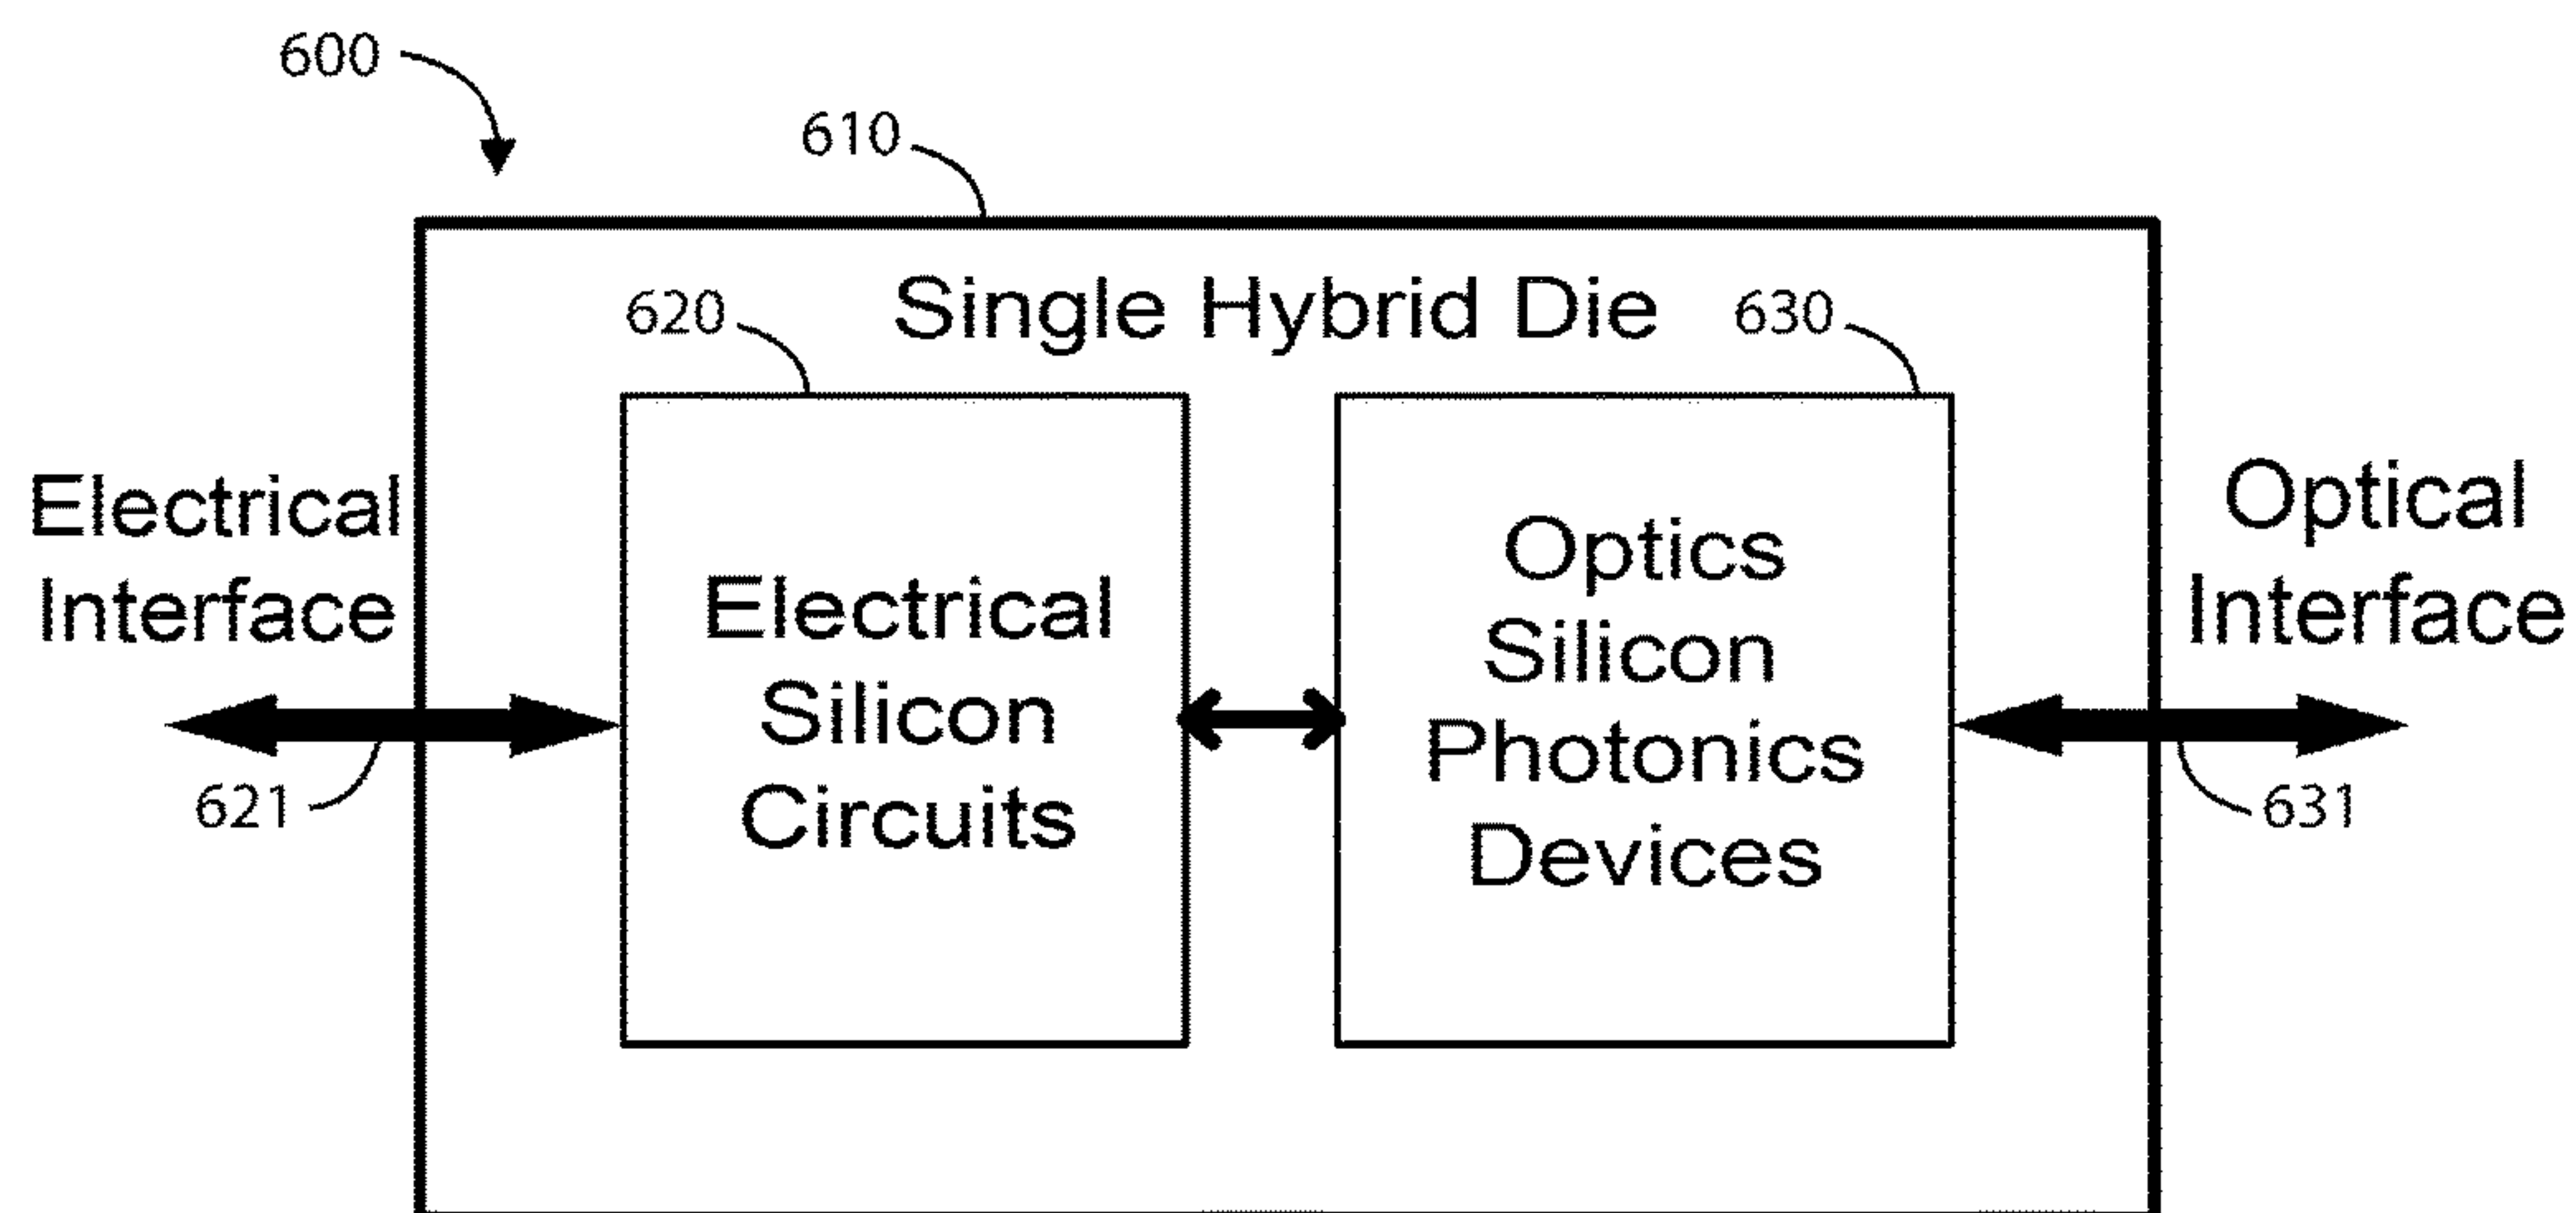 600
610
Single Hybrid Die
620
630
Electrical
Interface
621
Electrical
Silicon
Circuits
Optics
Silicon
Photonics
Devices
Optical
Interface
631